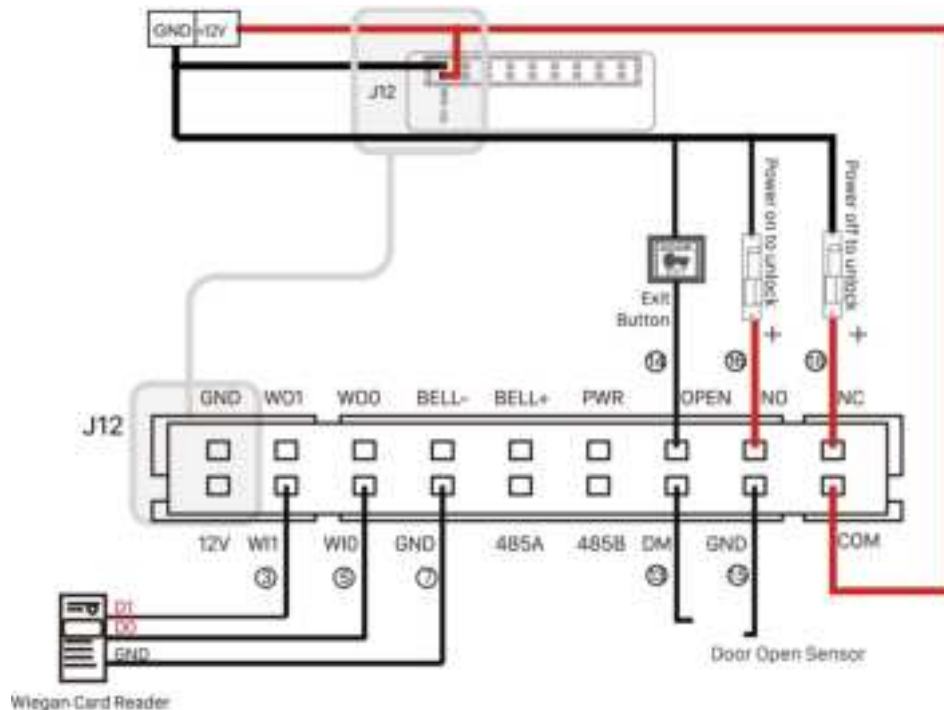 GND +12V
J12
Power on to unlock
Power off to unlock
Exit
Button
+
+
14
16
18
J12
GND WO1 WO0 BELL- BELL+ PWR OPEN NO NC
12V WI1 WI0 GND 485A 485B DM GND COM
3
5
7
13
15
D1
D0
GND
Door Open Sensor
Wiegan Card Reader